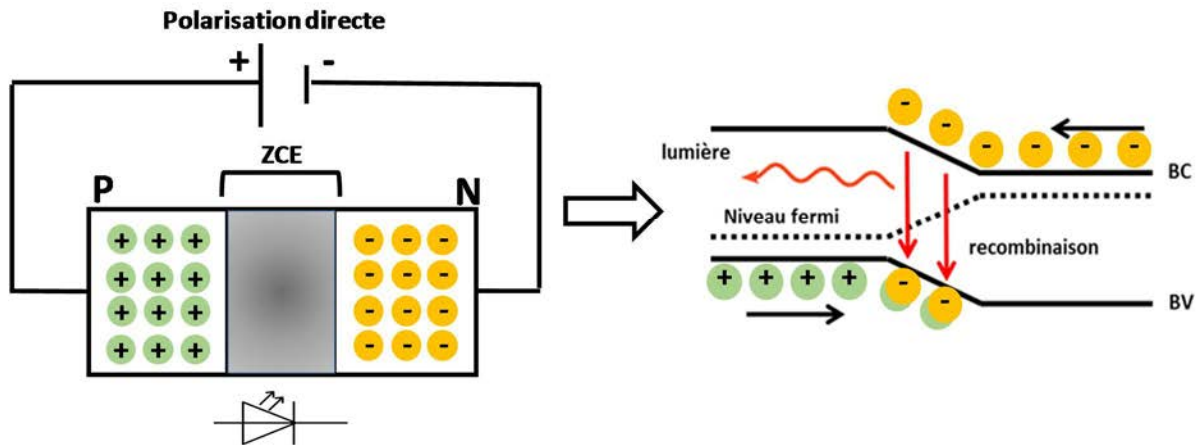 Polarisation directe
+ -
ZCE
P N
+ + + - - -
+ + + - - -
+ + + - - -
+ + + - - -
- - - - - -
lumière
BC
Niveau fermi
recombinaison
+ + + + - -
BV